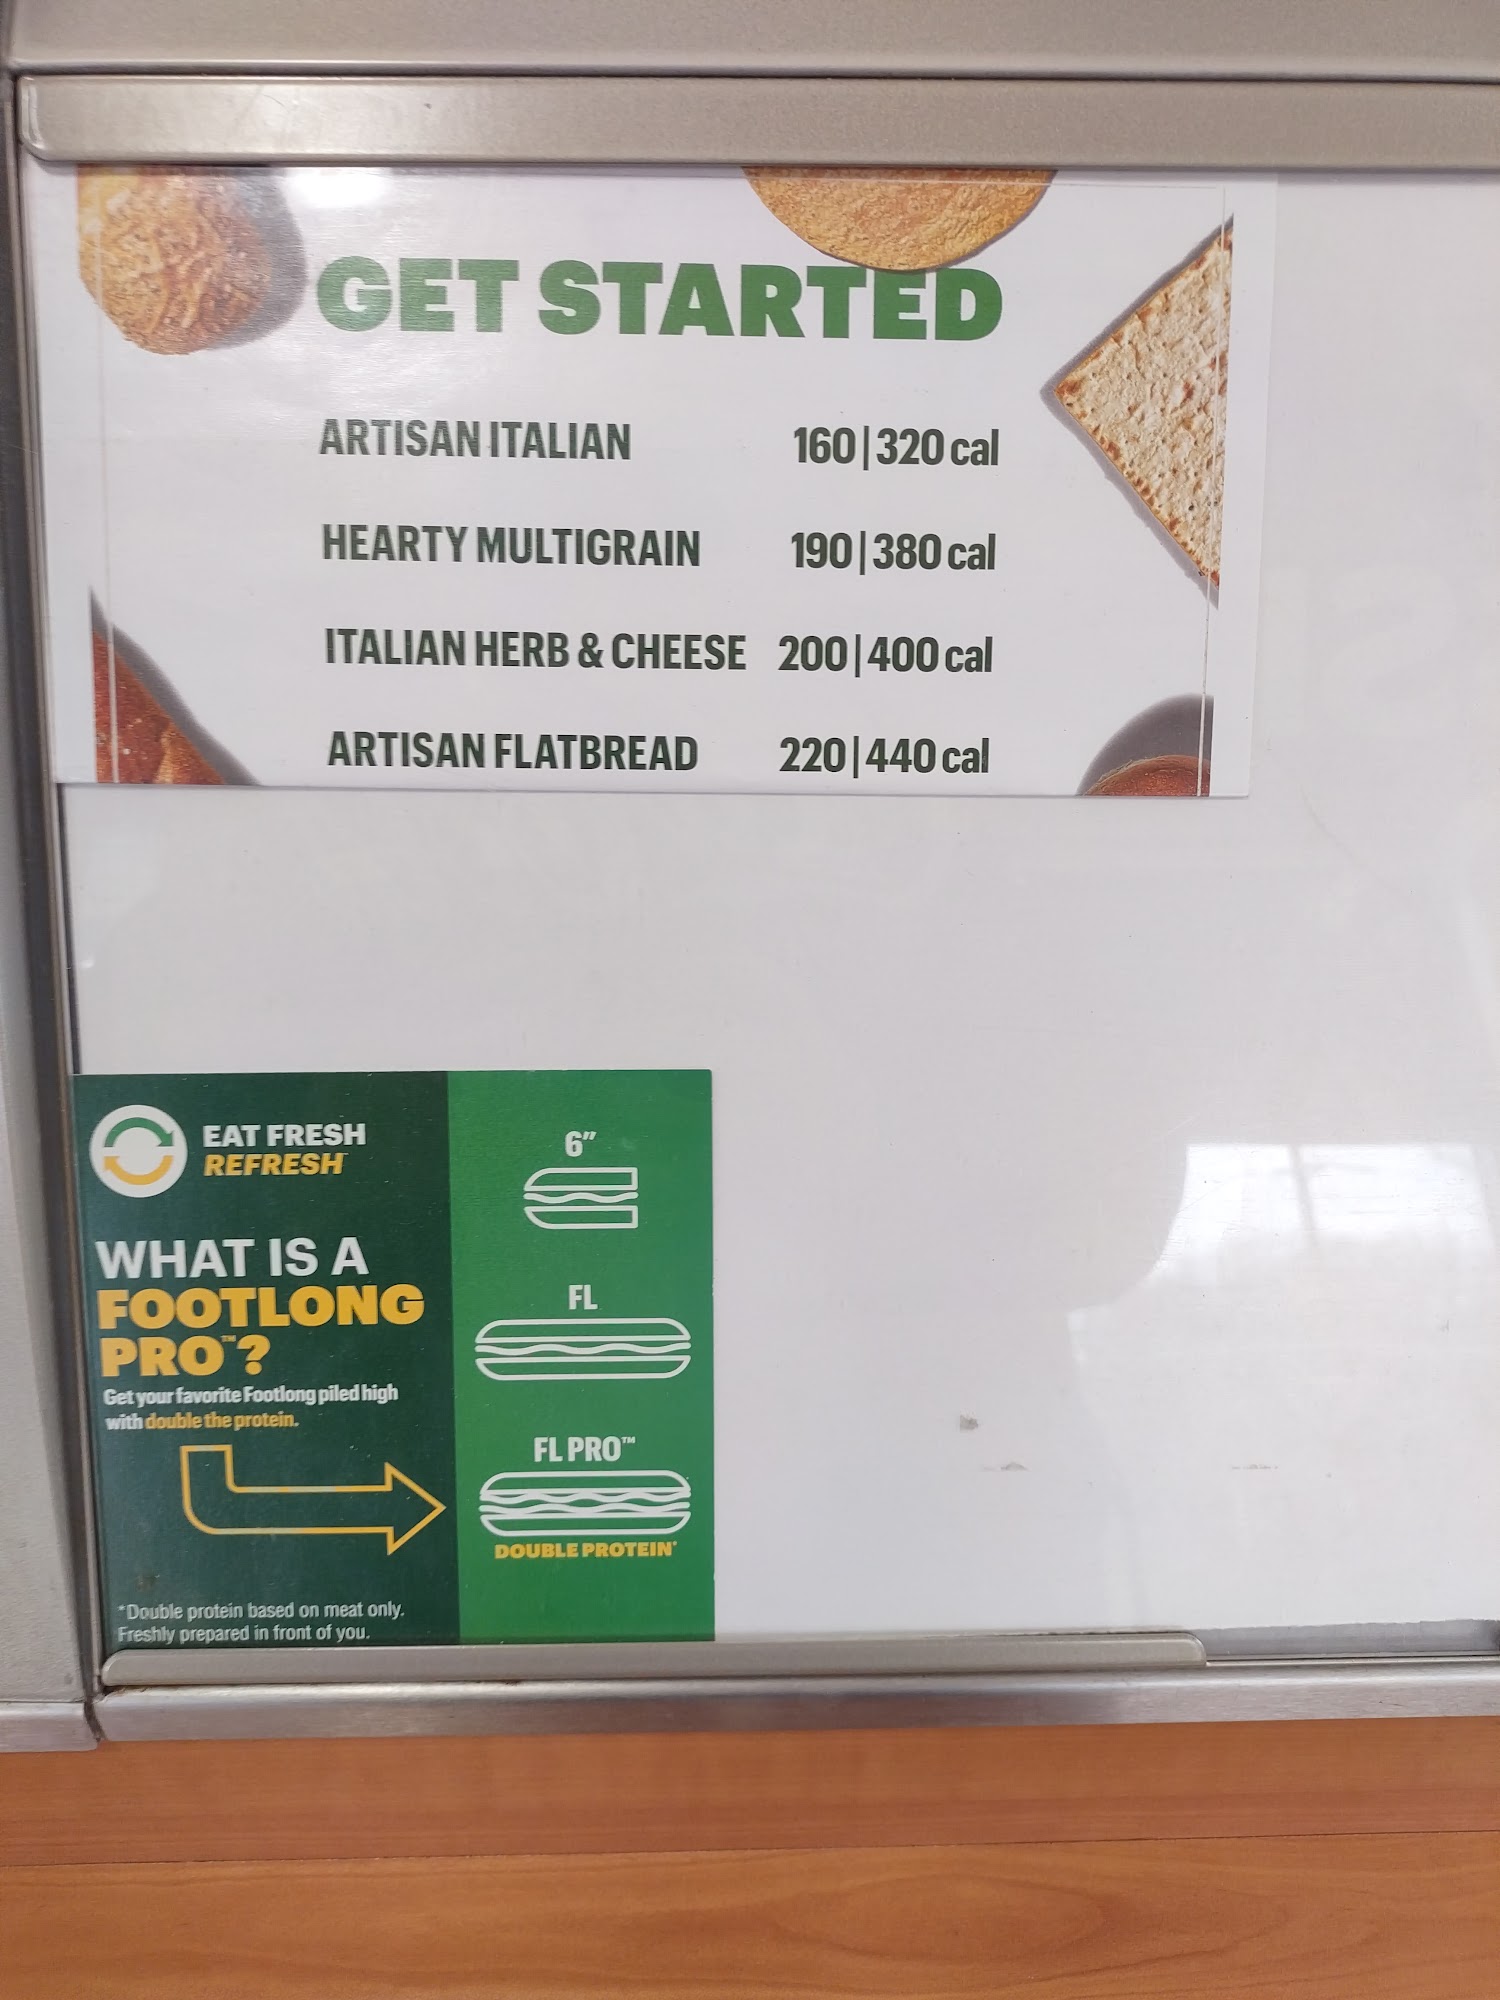 GET STARTED
ARTISAN ITALIAN 160|320 cal
HEARTY MULTIGRAIN 190|380 cal
ITALIAN HERB & CHEESE 200|400 cal
ARTISAN FLATBREAD 220|440 cal
EAT FRESH
REFRESH™
WHAT IS A
FOOTLONG
PRO™?
Get your favorite Footlong piled high
with double the protein.
*Double protein based on meat only.
Freshly prepared in front of you.
6"
FL
FL PRO™
DOUBLE PROTEIN*